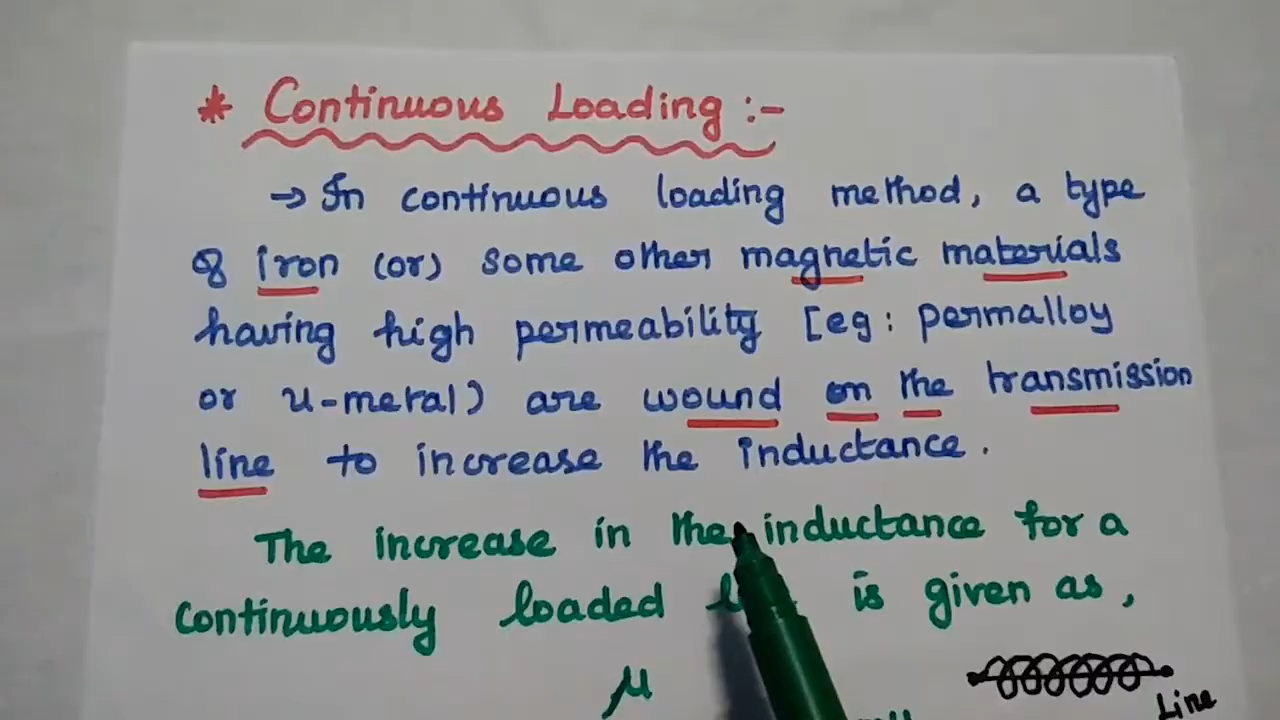 * Continuous Loading :-
→ In continuous loading method, a type
of iron (or) some other magnetic materials
having high permeability [eg: permalloy
or u-metal) are wound on the transmission
line to increase the inductance.
The increase in the inductance for a
continuously loaded is given as,
μ
Line